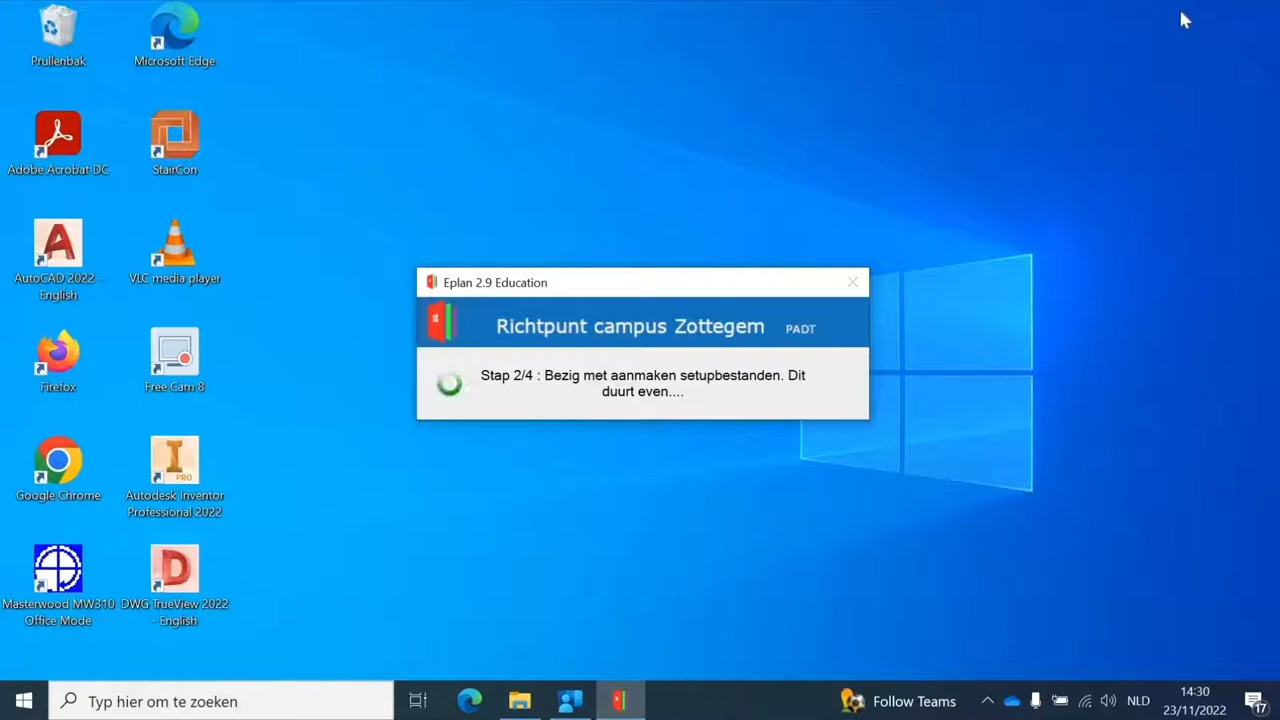 Prullenbak
Microsoft Edge
Adobe Acrobat DC
StairCon
AutoCAD 2022 -
English
VLC media player
Firefox
Free Cam 8
Google Chrome
PRO
Autodesk Inventor
Professional 2022
Masterwood MW310
Office Mode
DWG TrueView 2022
- English
Eplan 2.9 Education
Richtpunt campus Zottegem PADT
Stap 2/4 : Bezig met aanmaken setupbestanden. Dit
duurt even....
Typ hier om te zoeken
Follow Teams
NLD
14:30
23/11/2022
17